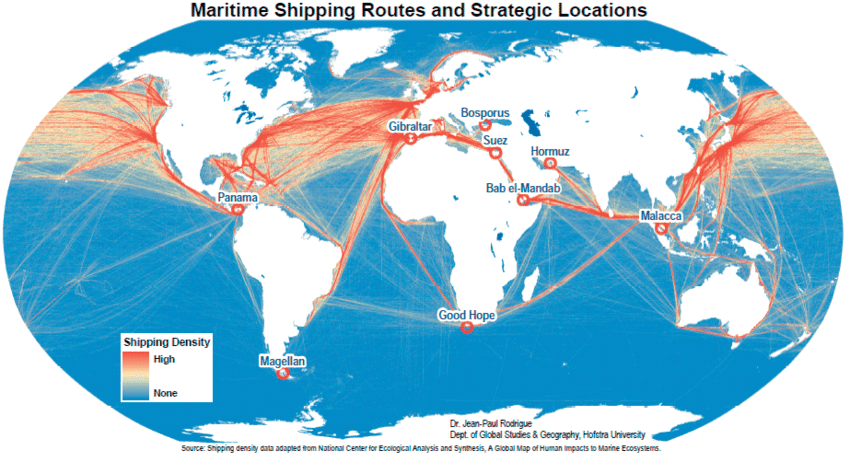 Maritime Shipping Routes and Strategic Locations
Bosporus
Gibraltar
Suez
Hormuz
Bab el-Mandab
Panama
Malacca
Good Hope
Magellan
Shipping Density
High
None
Dr. Jean-Paul Rodrigue
Dept. of Global Studies & Geography, Hofstra University
Source: Shipping density data adapted from National Center for Ecological Analysis and Synthesis, A Global Map of Human Impacts to Marine Ecosystems.